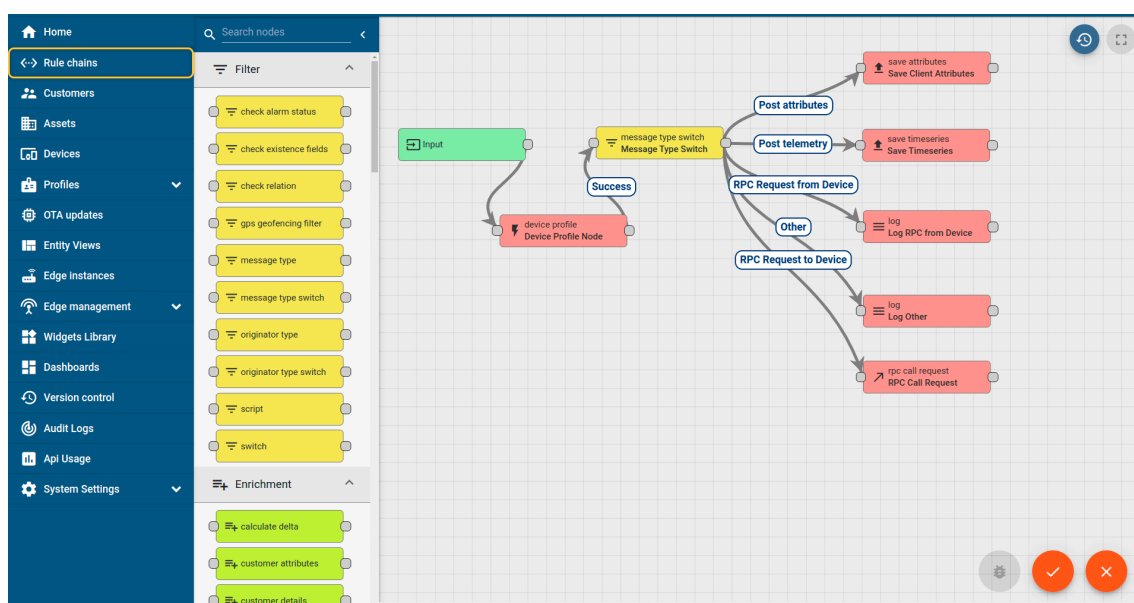 Home
Rule chains
Customers
Assets
Devices
Profiles
OTA updates
Entity Views
Edge instances
Edge management
Widgets Library
Dashboards
Version control
Audit Logs
Api Usage
System Settings
Search nodes
Filter
check alarm status
check existence fields
check relation
gps geofencing filter
message type
message type switch
originator type
originator type switch
script
switch
Enrichment
calculate delta
customer attributes
customer details
Input
device profile
Device Profile Node
Success
message type switch
Message Type Switch
Post attributes
Post telemetry
RPC Request from Device
Other
RPC Request to Device
save attributes
Save Client Attributes
save timeseries
Save Timeseries
log
Log RPC from Device
log
Log Other
rpc call request
RPC Call Request